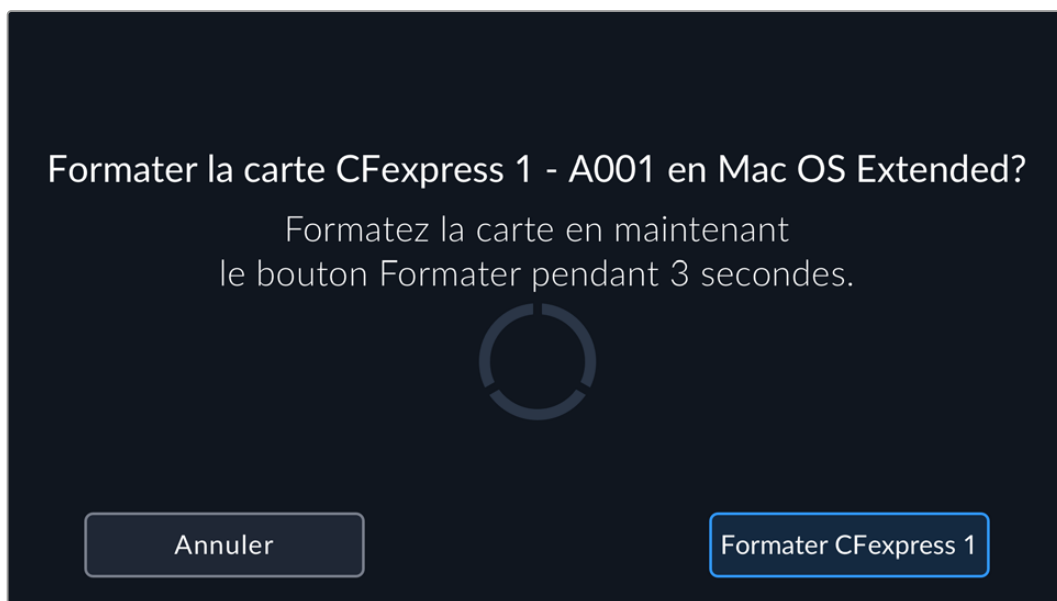 Formater la carte CFexpress 1 - A001 en Mac OS Extended?
Formatez la carte en maintenant
le bouton Formater pendant 3 secondes.
Annuler
Formater CFexpress 1